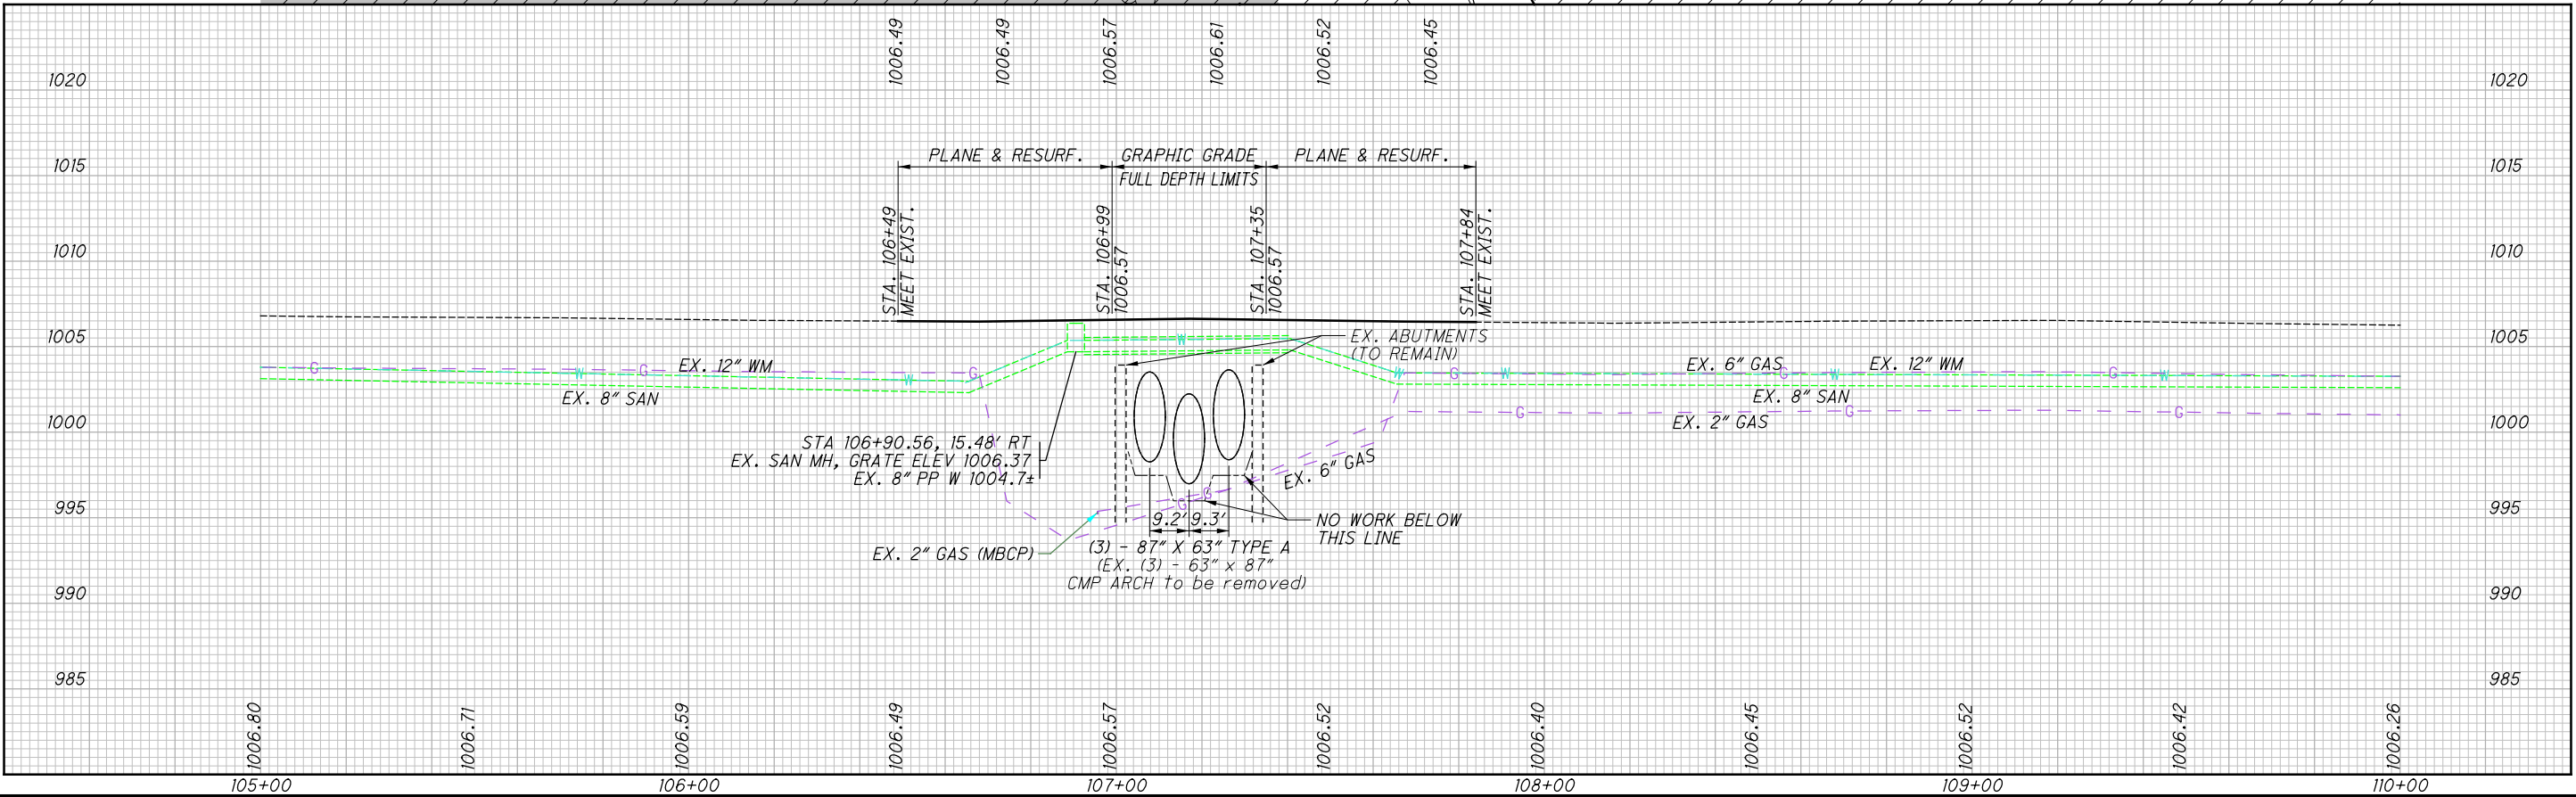 1006.49
1006.49
1006.57
1006.61
1006.52
1006.45
1020
1020
1015
1015
1010
1010
1005
1005
1000
1000
995
995
990
990
985
985
PLANE & RESURF.
GRAPHIC GRADE
PLANE & RESURF.
FULL DEPTH LIMITS
STA. 106+49
MEET EXIST.
STA. 106+99
1006.57
STA. 107+35
1006.57
STA. 107+84
MEET EXIST.
G
G
EX. 12" WM
G
W
W
EX. 8" SAN
W
EX. ABUTMENTS
(TO REMAIN)
W
G
W
EX. 6" GAS
G
W
EX. 12" WM
G
W
EX. 8" SAN
G
G
G
EX. 2" GAS
STA 106+90.56, 15.48' RT
EX. SAN MH, GRATE ELEV 1006.37
EX. 8" PP W 1004.7±
EX. 6" GAS
G
G
9.2'
9.3'
NO WORK BELOW
THIS LINE
EX. 2" GAS (MBCP)
(3) - 87" X 63" TYPE A
(EX. (3) - 63" x 87"
CMP ARCH to be removed)
1006.80
1006.71
1006.59
1006.49
1006.57
1006.52
1006.40
1006.45
1006.52
1006.42
1006.26
105+00
106+00
107+00
108+00
109+00
110+00